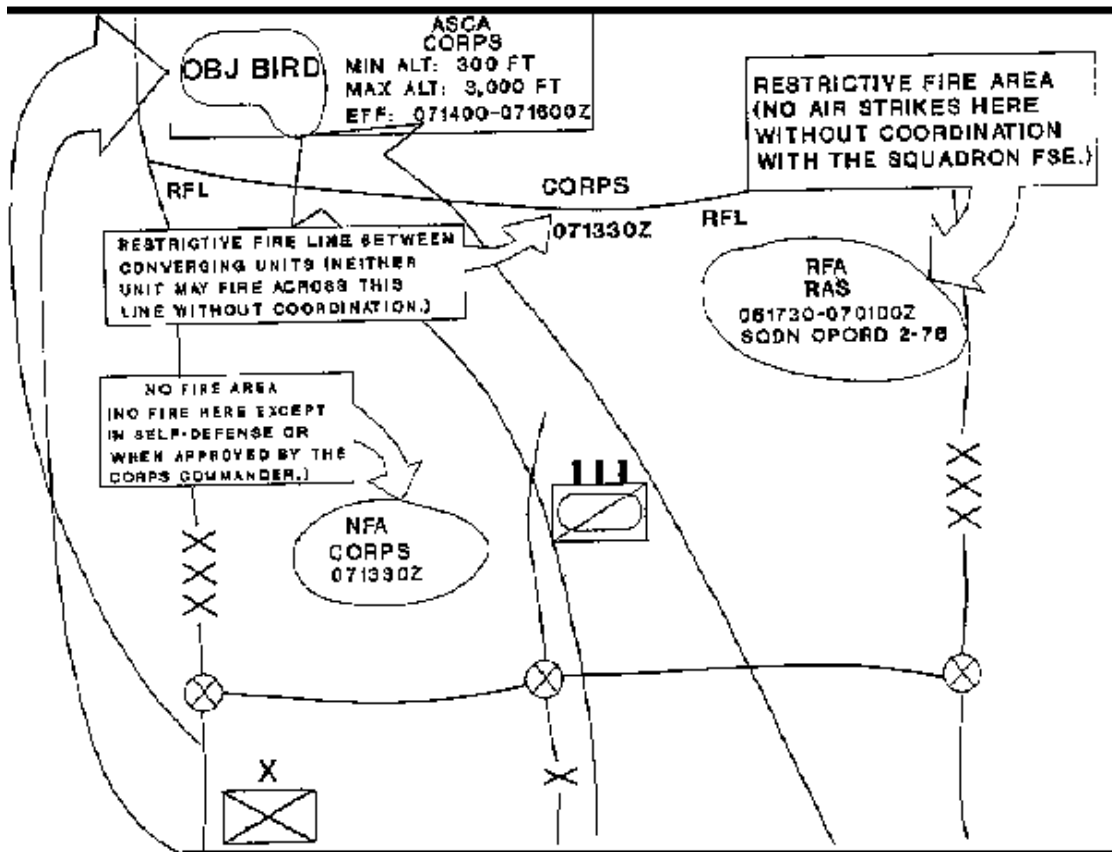 ASCA
CORPS
MIN ALT: 300 FT
MAX ALT: 3,000 FT
EFF: 071400-071600Z
OBJ BIRD
RESTRICTIVE FIRE AREA
(NO AIR STRIKES HERE
WITHOUT COORDINATION
WITH THE SQUADRON FSE.)
RFL
CORPS
RFL
071330Z
RESTRICTIVE FIRE LINE BETWEEN
CONVERGING UNITS (NEITHER
UNIT MAY FIRE ACROSS THIS
LINE WITHOUT COORDINATION.)
RFA
RAS
061730-070100Z
SQDN OPORD 2-76
NO FIRE AREA
(NO FIRE HERE EXCEPT
IN SELF-DEFENSE OR
WHEN APPROVED BY THE
CORPS COMMANDER.)
NFA
CORPS
071330Z
III
XXX
XXX
X
X